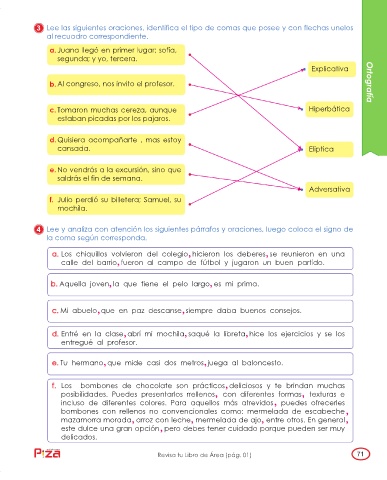 3 Lee las siguientes oraciones, identifica el tipo de comas que posee y con flechas unelos
al recuadro correspondiente.
a. Juana llegó en primer lugar; sofía,
segunda; y yo, tercera.
Explicativa
b. Al congreso, nos invito el profesor.
c. Tomaron muchas cereza, aunque
estaban picadas por los pajaros.
Hiperbática
d. Quisiera acompañarte , mas estoy
cansada.
Elíptica
e. No vendrás a la excursión, sino que
saldrás el fin de semana.
Adversativa
f. Julia perdió su billetera; Samuel, su
mochila.
Ortografía
4 Lee y analiza con atención los siguientes párrafos y oraciones, luego coloca el signo de
la coma según corresponda.
a. Los chiquillos volvieron del colegio, hicieron los deberes, se reunieron en una
calle del barrio, fueron al campo de fútbol y jugaron un buen partido.
b. Aquella joven, la que tiene el pelo largo, es mi prima.
c. Mi abuelo, que en paz descanse, siempre daba buenos consejos.
d. Entré en la clase, abrí mi mochila, saqué la libreta, hice los ejercicios y se los
entregué al profesor.
e. Tu hermano, que mide casi dos metros, juega al baloncesto.
f. Los bombones de chocolate son prácticos, deliciosos y te brindan muchas
posibilidades. Puedes presentarlos rrellenos, con diferentes formas, texturas e
incluso de diferentes colores. Para aquellos más atrevidos, puedes ofrecerles
bombones con rellenos no convencionales como: mermelada de escabeche,
mazamorra morada, arroz con leche, mermelada de ajo, entre otros. En general,
este dulce una gran opción, pero debes tener cuidado porque pueden ser muy
delicados.
Pizza
Revisa tu Libro de Área (pág. 01)
71